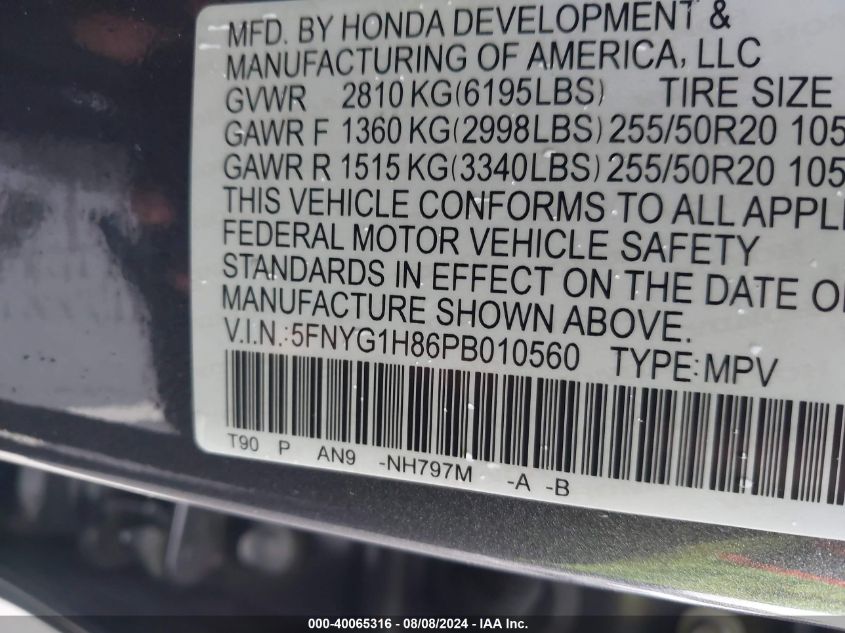 MFD. BY HONDA DEVELOPMENT &
MANUFACTURING OF AMERICA, LLC
GVWR 2810 KG(6195LBS) TIRE SIZE
GAWR F 1360 KG(2998LBS) 255/50R20 105
GAWR R 1515 KG(3340LBS) 255/50R20 105
THIS VEHICLE CONFORMS TO ALL APPLI
FEDERAL MOTOR VEHICLE SAFETY
STANDARDS IN EFFECT ON THE DATE O
MANUFACTURE SHOWN ABOVE.
V.I.N.:5FNYG1H86PB010560 TYPE:MPV
T90 P AN9 -NH797M -A -B
000-40065316 - 08/08/2024 - IAA Inc.